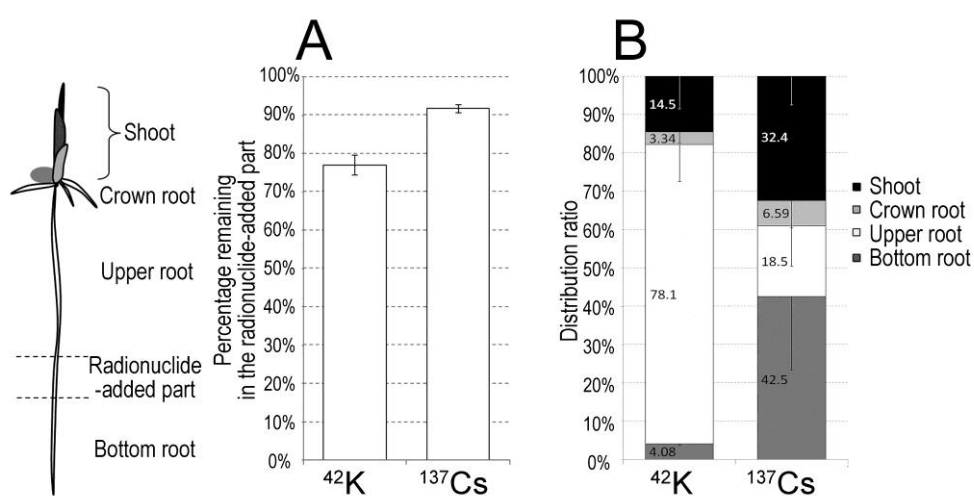 A
B
Shoot
Crown root
Upper root
Radionuclide
-added part
Bottom root
Percentage remaining
in the radionuclide-added part
100%
90%
80%
70%
60%
50%
40%
30%
20%
10%
0%
⁴²K
¹³⁷Cs
Distribution ratio
100%
90%
80%
70%
60%
50%
40%
30%
20%
10%
0%
14.5
3.34
78.1
4.08
32.4
6.59
18.5
42.5
⁴²K
¹³⁷Cs
Shoot
Crown root
Upper root
Bottom root